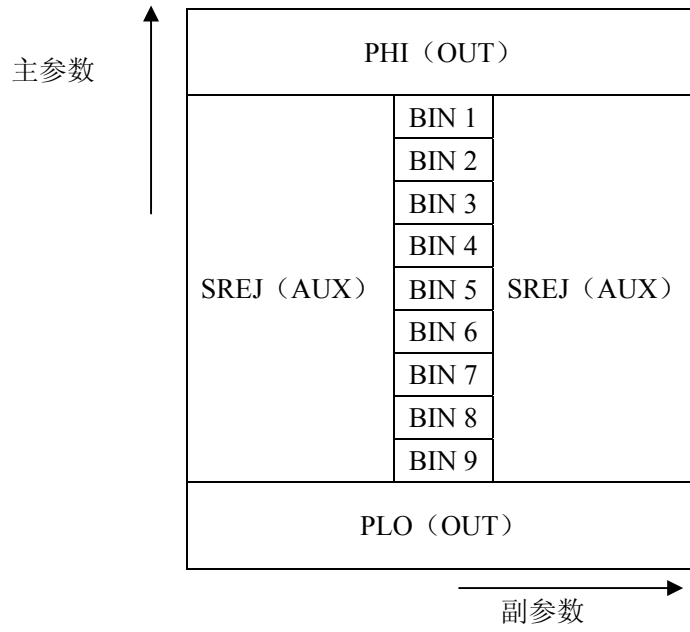 主参数
PHI（OUT）
BIN 1
BIN 2
BIN 3
BIN 4
SREJ（AUX）
BIN 5
SREJ（AUX）
BIN 6
BIN 7
BIN 8
BIN 9
PLO（OUT）
副参数